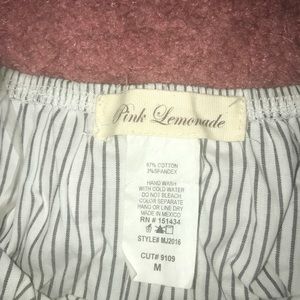 Pink Lemonade
97% COTTON
3%SPANDEX
HAND WASH
WITH COLD WATER
DO NOT BLEACH.
COLOR SEPARATE
HANG OR LINE DRY
MADE IN MEXICO
RN # 151434
STYLE# MJ2016
CUT# 9109
M